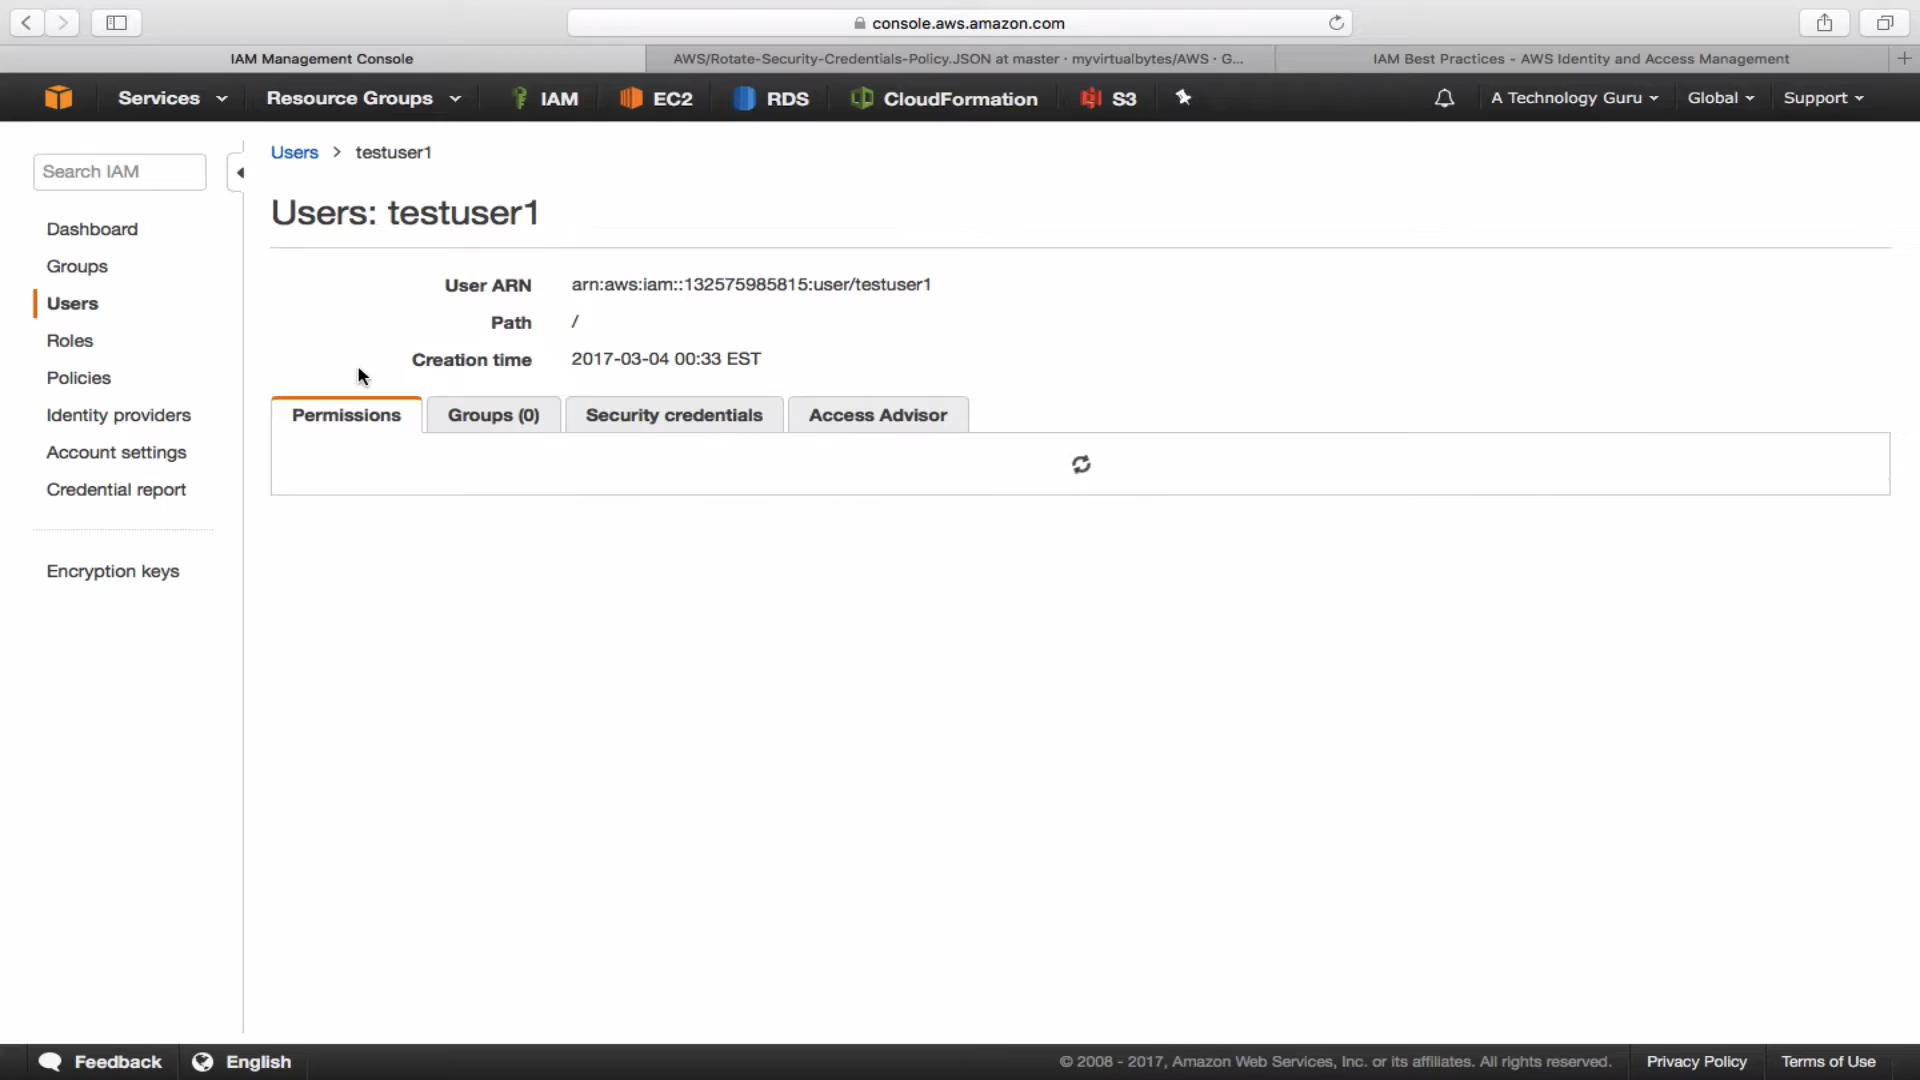 console.aws.amazon.com
IAM Management Console
AWS/Rotate-Security-Credentials-Policy.JSON at master · myvirtualbytes/AWS · G...
IAM Best Practices - AWS Identity and Access Management
Services
Resource Groups
IAM
EC2
RDS
CloudFormation
S3
A Technology Guru
Global
Support
Search IAM
Dashboard
Groups
Users
Roles
Policies
Identity providers
Account settings
Credential report
Encryption keys
Users > testuser1
Users: testuser1
User ARN arn:aws:iam::132575985815:user/testuser1
Path /
Creation time 2017-03-04 00:33 EST
Permissions
Groups (0)
Security credentials
Access Advisor
Feedback
English
© 2008 - 2017, Amazon Web Services, Inc. or its affiliates. All rights reserved.
Privacy Policy
Terms of Use